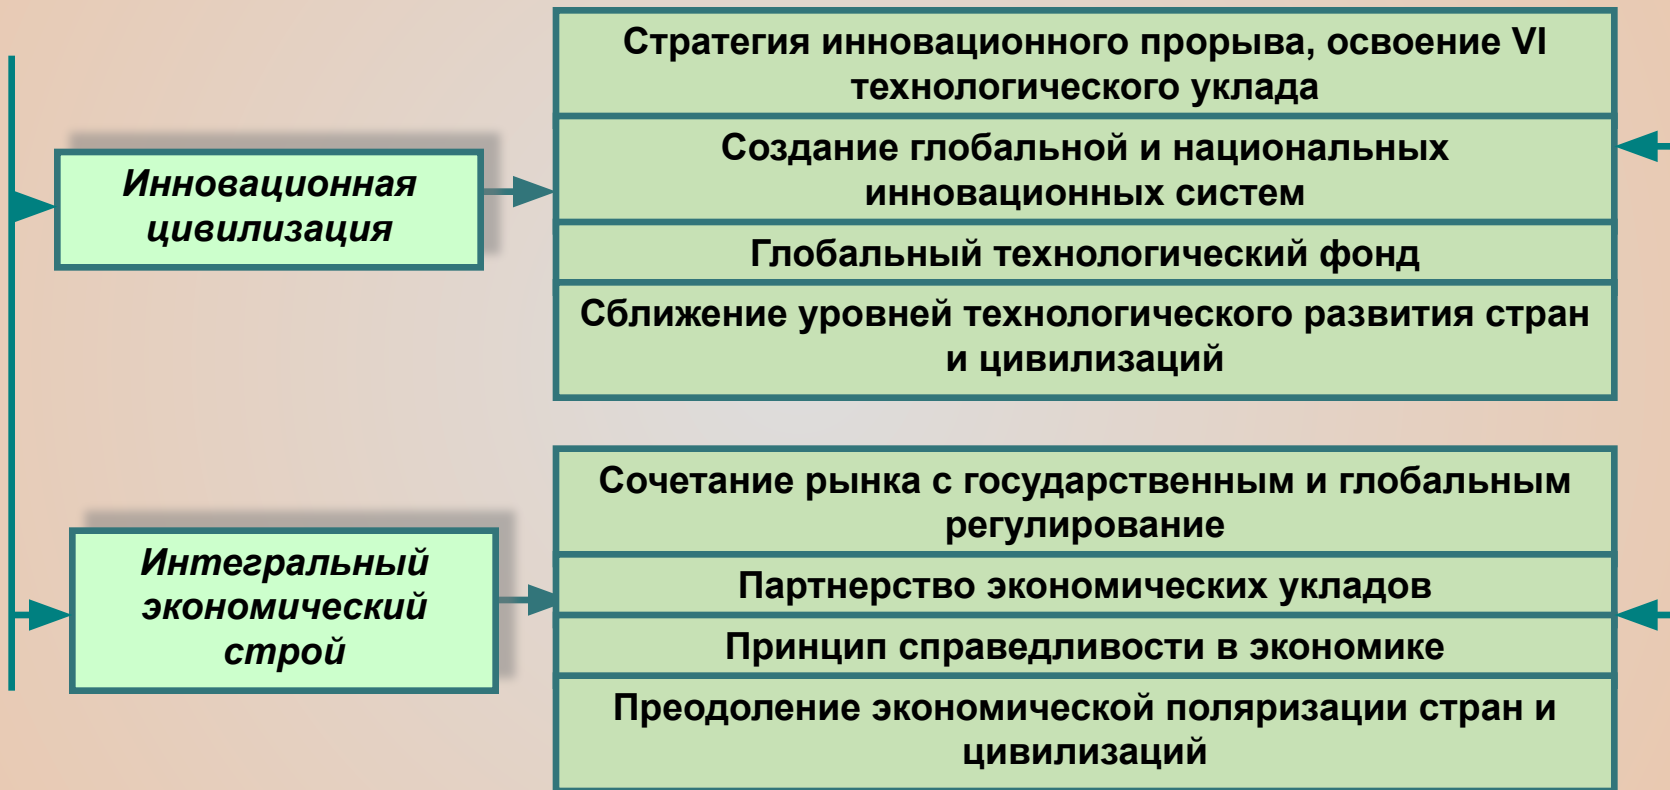 Стратегия инновационного прорыва, освоение VI
технологического уклада
Создание глобальной и национальных
инновационных систем
Инновационная
цивилизация
Глобальный технологический фонд
Сближение уровней технологического развития стран
и цивилизаций
Сочетание рынка с государственным и глобальным
регулирование
Интегральный
экономический
строй
Партнерство экономических укладов
Принцип справедливости в экономике
Преодоление экономической поляризации стран и
цивилизаций